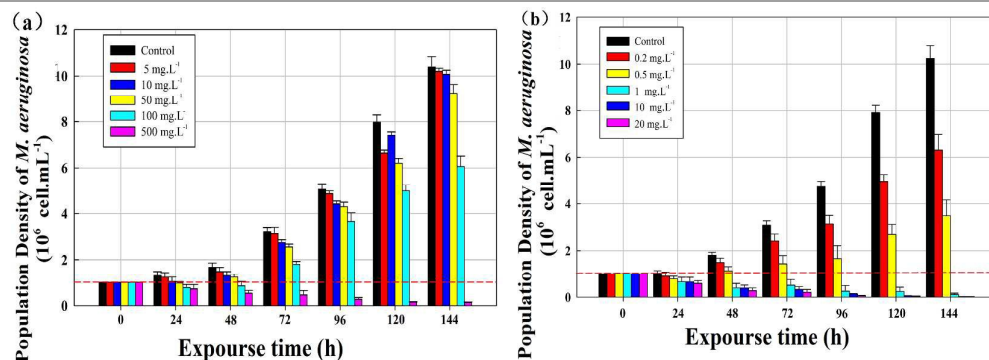 (a)
Population Density of M. aeruginosa
(10⁶ cell.mL⁻¹)
12
10
8
6
4
2
0
Control
5 mg.L⁻¹
10 mg.L⁻¹
50 mg.L⁻¹
100 mg.L⁻
500 mg.L⁻¹
0 24 48 72 96 120 144
Expourse time (h)
(b)
Population Density of M. aeruginosa
(10⁶ cell.mL⁻¹)
12
10
8
6
4
2
0
Control
0.2 mg.L⁻¹
0.5 mg.L⁻¹
1 mg.L⁻¹
10 mg.L⁻¹
20 mg.L⁻¹
0 24 48 72 96 120 144
Expourse time (h)